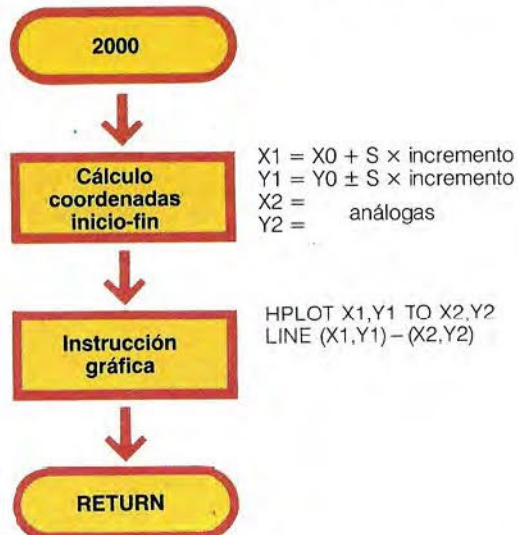 2000
Cálculo
coordenadas
inicio-fin
X1 = X0 + S × incremento
Y1 = Y0 ± S × incremento
X2 =
análogas
Y2 =
Instrucción
gráfica
HPLOT X1,Y1 TO X2,Y2
LINE (X1,Y1)–(X2,Y2)
RETURN